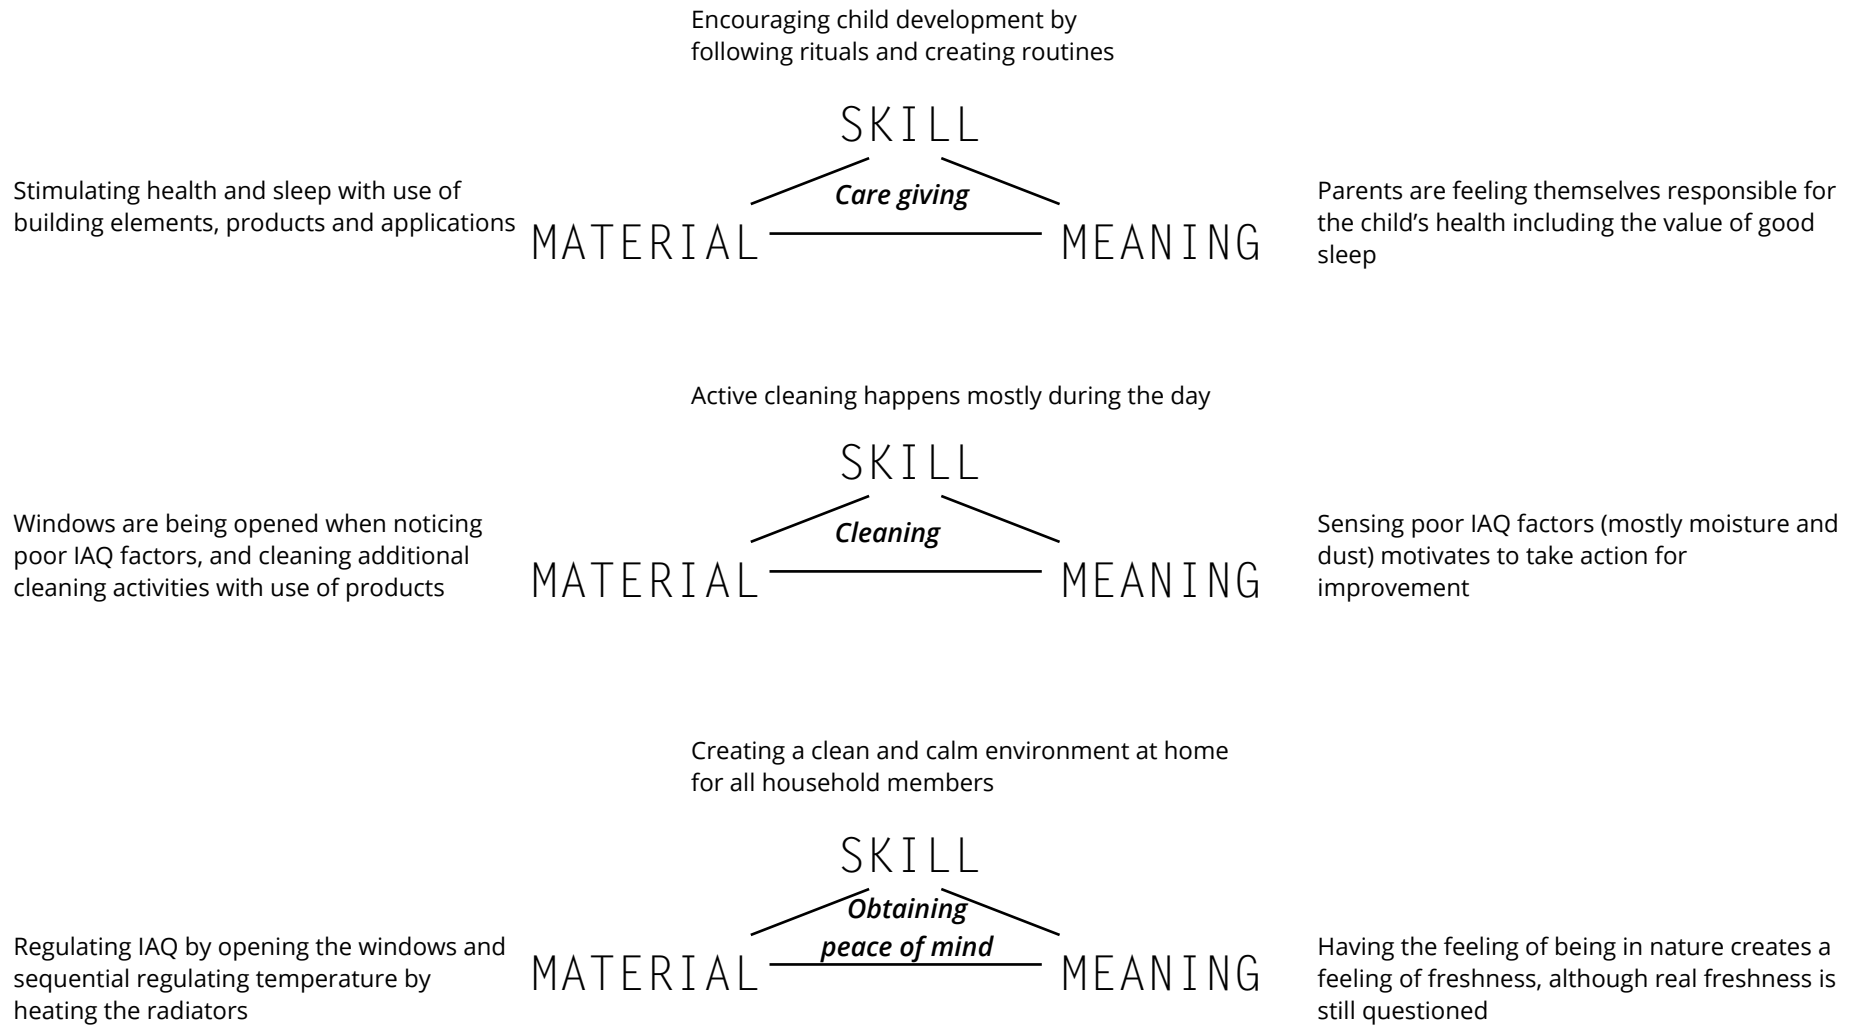 Encouraging child development by
following rituals and creating routines
SKILL
Care giving
Stimulating health and sleep with use of
building elements, products and applications
MATERIAL
MEANING
Parents are feeling themselves responsible for
the child's health including the value of good
sleep
Active cleaning happens mostly during the day
SKILL
Cleaning
Windows are being opened when noticing
poor IAQ factors, and cleaning additional
cleaning activities with use of products
MATERIAL
MEANING
Sensing poor IAQ factors (mostly moisture and
dust) motivates to take action for
improvement
Creating a clean and calm environment at home
for all household members
SKILL
Obtaining
peace of mind
Regulating IAQ by opening the windows and
sequential regulating temperature by
heating the radiators
MATERIAL
MEANING
Having the feeling of being in nature creates a
feeling of freshness, although real freshness is
still questioned